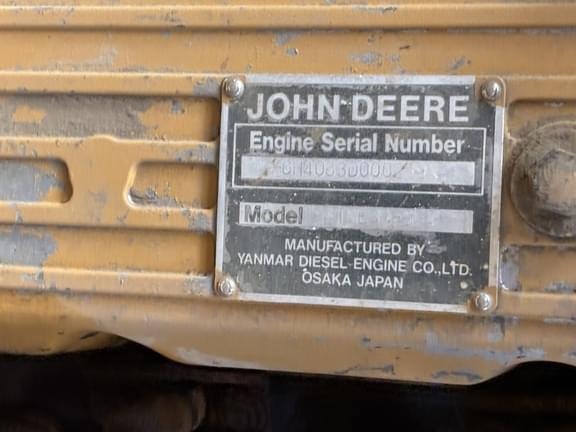 JOHN DEERE
Engine Serial Number
Model
MANUFACTURED BY
YANMAR DIESEL ENGINE CO.,LTD.
OSAKA JAPAN